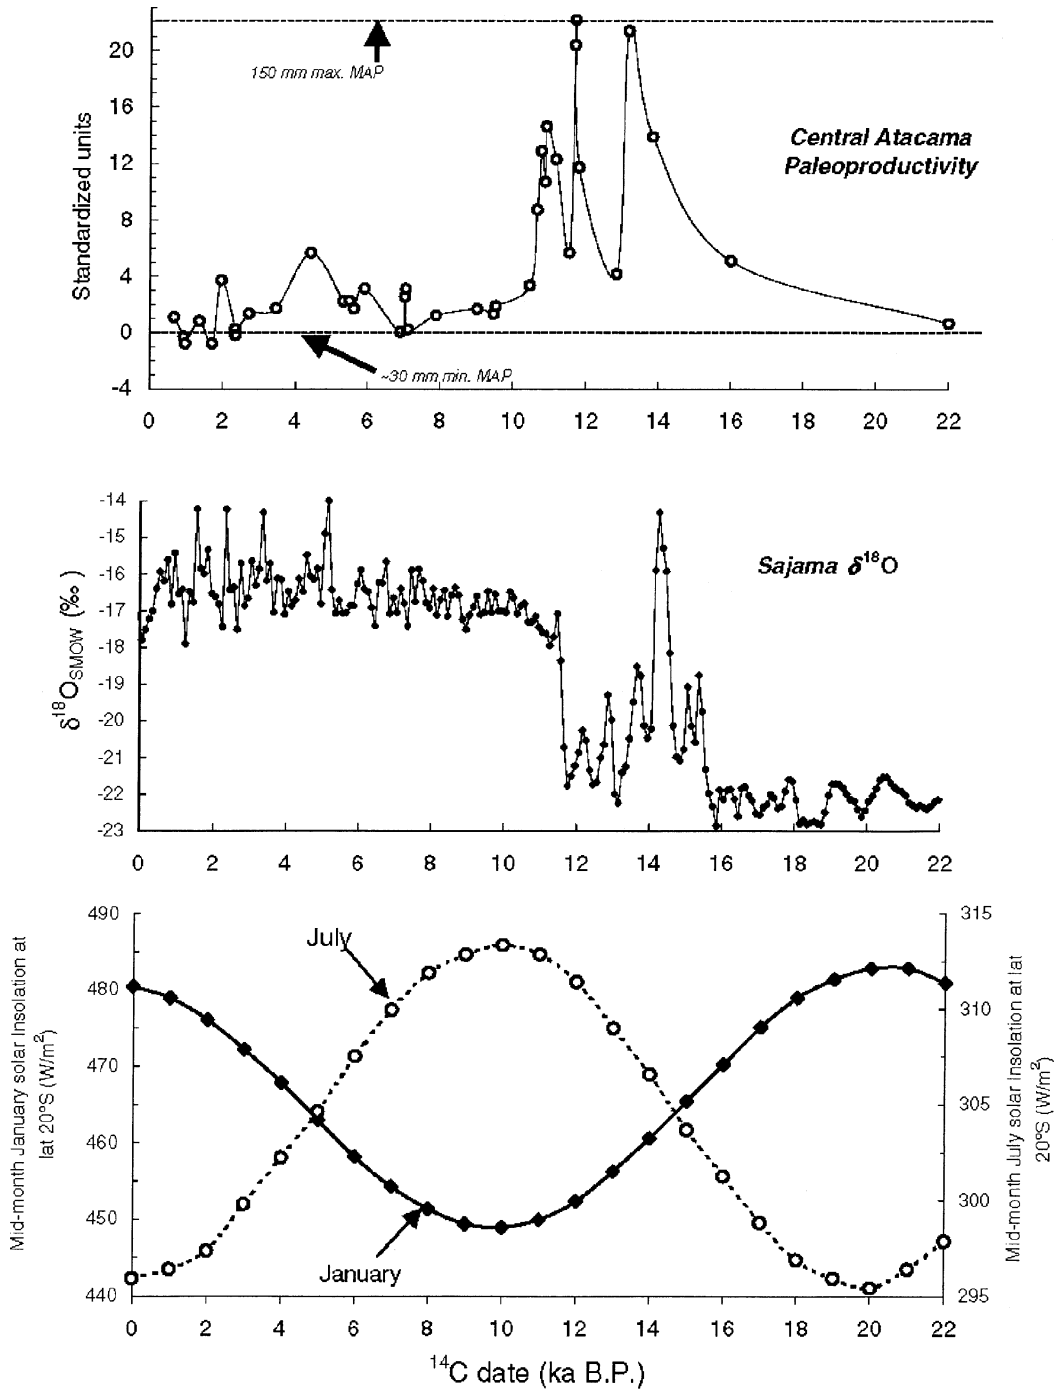 20
16
12
8
4
0
-4
Standardized units
150 mm max. MAP
Central Atacama
Paleoproductivity
~30 mm min. MAP
0 2 4 6 8 10 12 14 16 18 20 22
-14
-15
-16
-17
-18
-19
-20
-21
-22
-23
δ18OSMOW (‰)
Sajama δ18O
0 2 4 6 8 10 12 14 16 18 20 22
490
480
470
460
450
440
Mid-month January solar Insolation at
lat 20ºS (W/m²)
July
January
315
310
305
300
295
Mid-month July solar Insolation at lat
20ºS (W/m²)
0 2 4 6 8 10 12 14 16 18 20 22
14C date (ka B.P.)